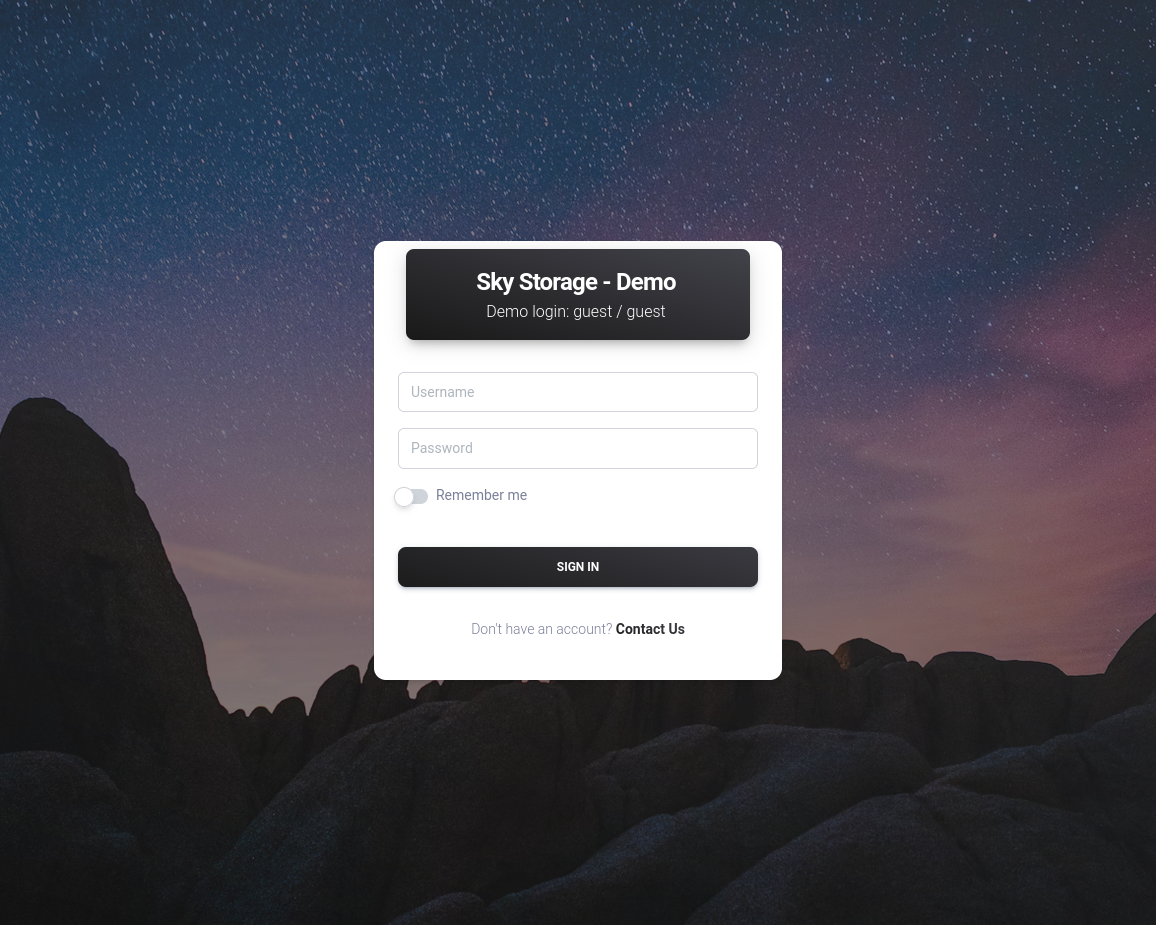 Sky Storage - Demo
Demo login: guest / guest
Username
Password
Remember me
SIGN IN
Don't have an account? Contact Us